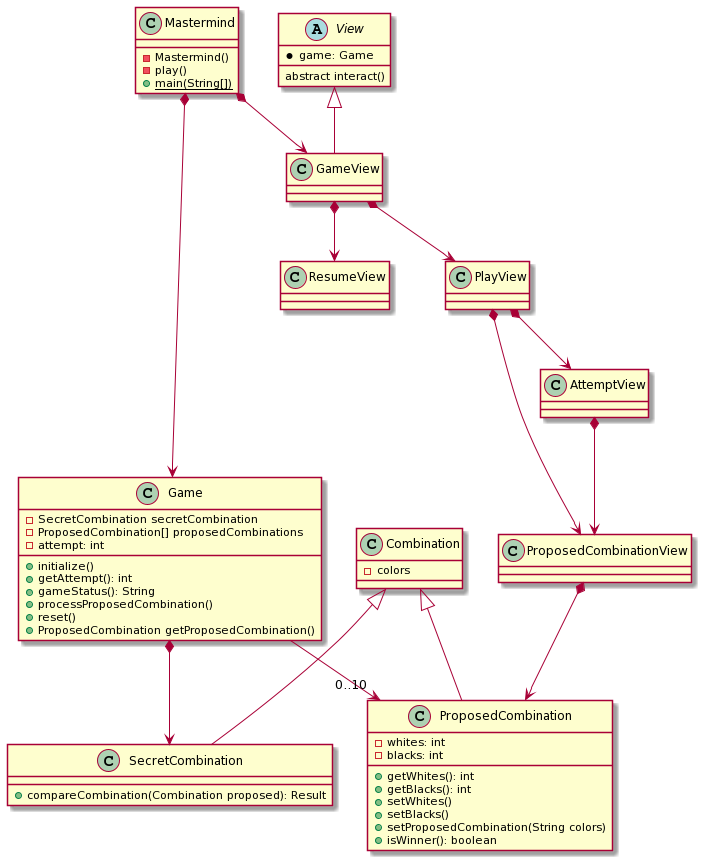 C Mastermind
Mastermind()
play()
main(String[])
A View
game: Game
abstract interact()
C GameView
C ResumeView
C PlayView
C AttemptView
C Game
SecretCombination secretCombination
ProposedCombination[] proposedCombinations
attempt: int
initialize()
getAttempt(): int
gameStatus(): String
processProposedCombination()
reset()
ProposedCombination getProposedCombination()
C Combination
colors
C ProposedCombinationView
0..10
C SecretCombination
compareCombination(Combination proposed): Result
C ProposedCombination
whites: int
blacks: int
getWhites(): int
getBlacks(): int
setWhites()
setBlacks()
setProposedCombination(String colors)
isWinner(): boolean